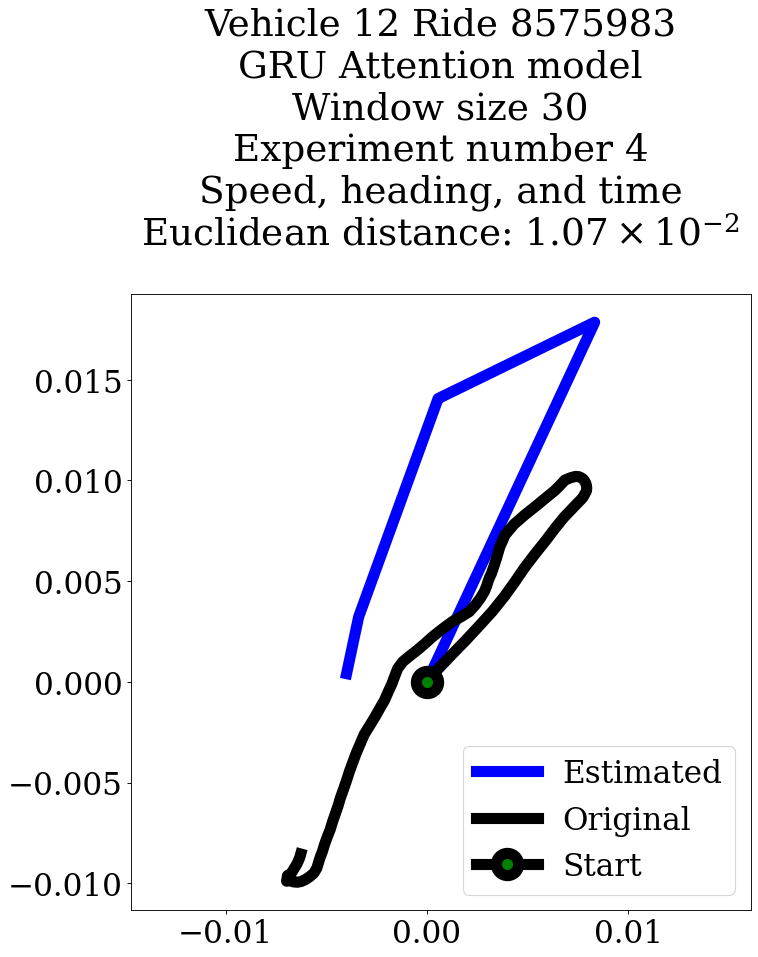 Vehicle 12 Ride 8575983
GRU Attention model
Window size 30
Experiment number 4
Speed, heading, and time
Euclidean distance: 1.07 × 10⁻²
0.015
0.010
0.005
0.000
−0.005
−0.010
−0.01
0.00
0.01
Estimated
Original
Start